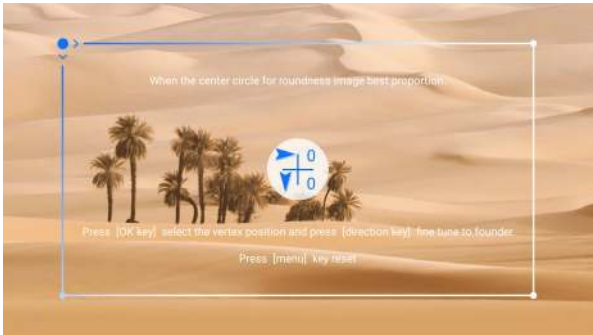 When the center circle for roundness image best proportion
0
0
Press [OK key] select the vertex position and press [direction key] fine tune to founder.
Press [menu] key reset